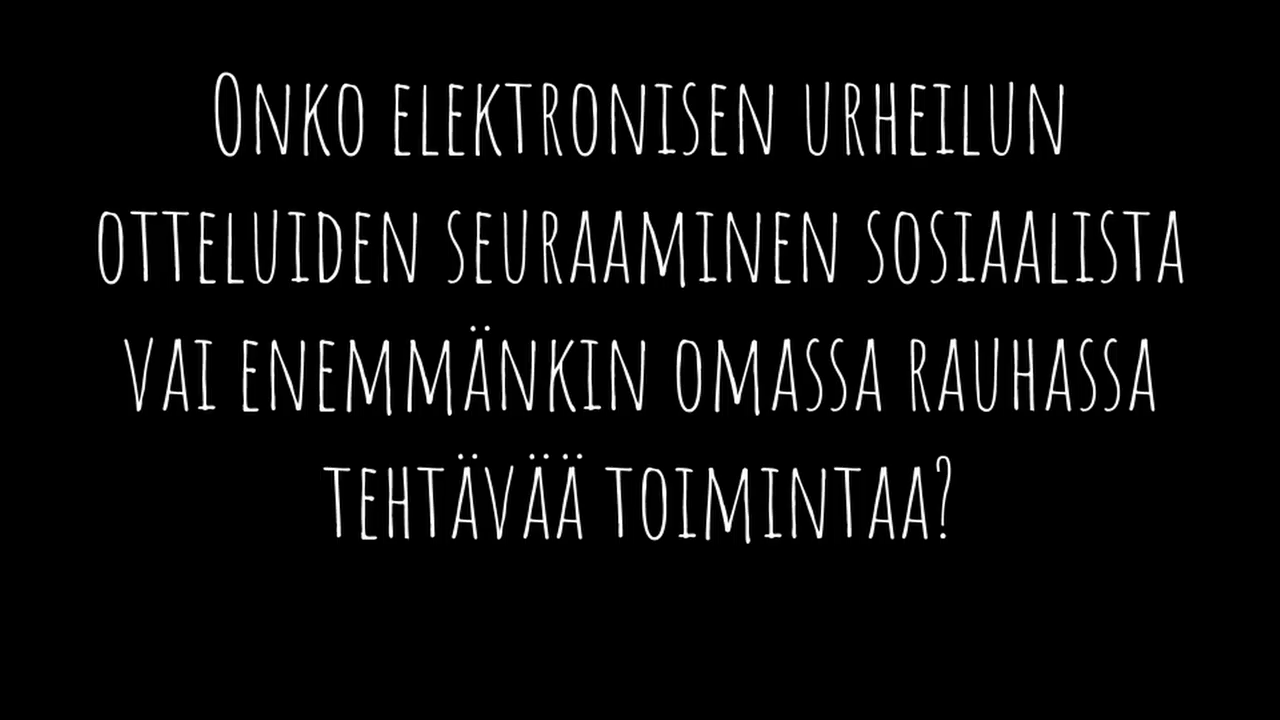 Onko elektronisen urheilun
otteluiden seuraaminen sosiaalista
vai enemmänkin omassa rauhassa
tehtävää toimintaa?